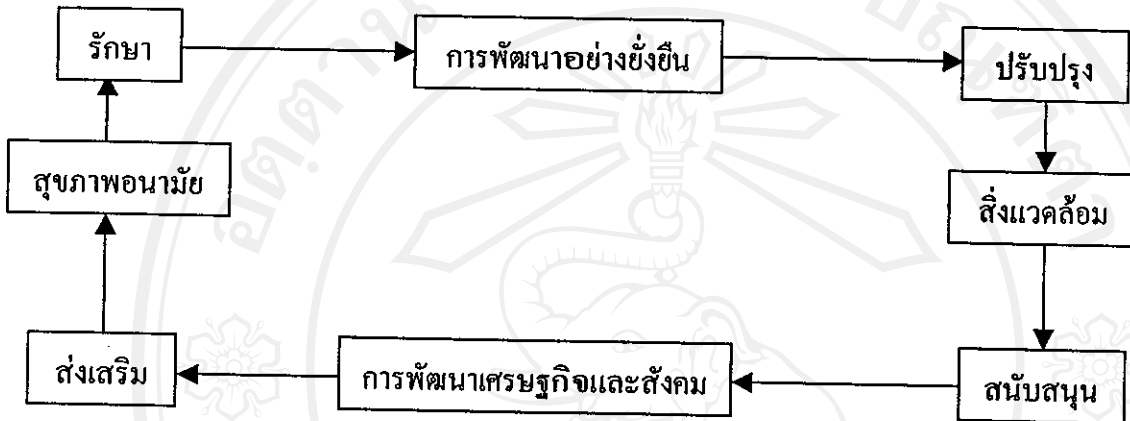 รักษา
การพัฒนาอย่างยั่งยืน
ปรับปรุง
สุขภาพอนามัย
สิ่งแวดล้อม
ส่งเสริม
การพัฒนาเศรษฐกิจและสังคม
สนับสนุน